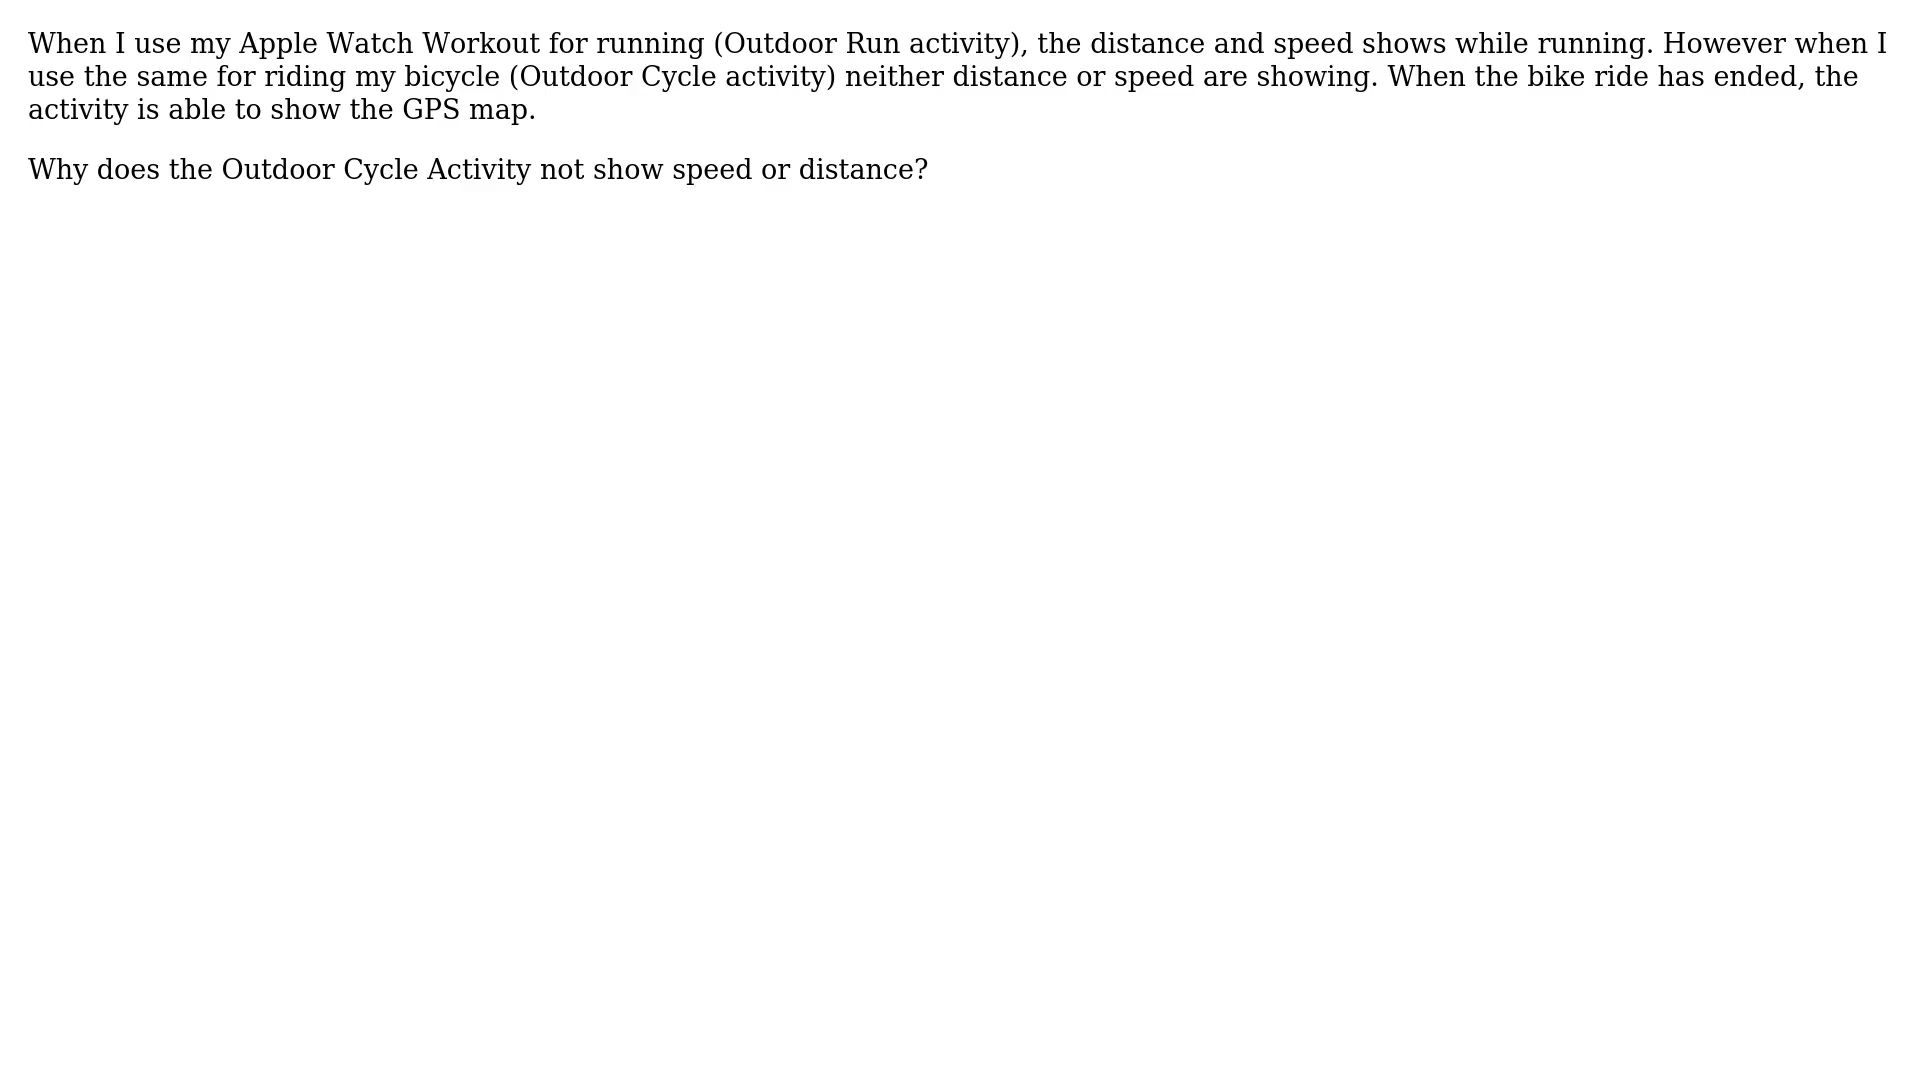 When I use my Apple Watch Workout for running (Outdoor Run activity), the distance and speed shows while running. However when I
use the same for riding my bicycle (Outdoor Cycle activity) neither distance or speed are showing. When the bike ride has ended, the
activity is able to show the GPS map.
Why does the Outdoor Cycle Activity not show speed or distance?